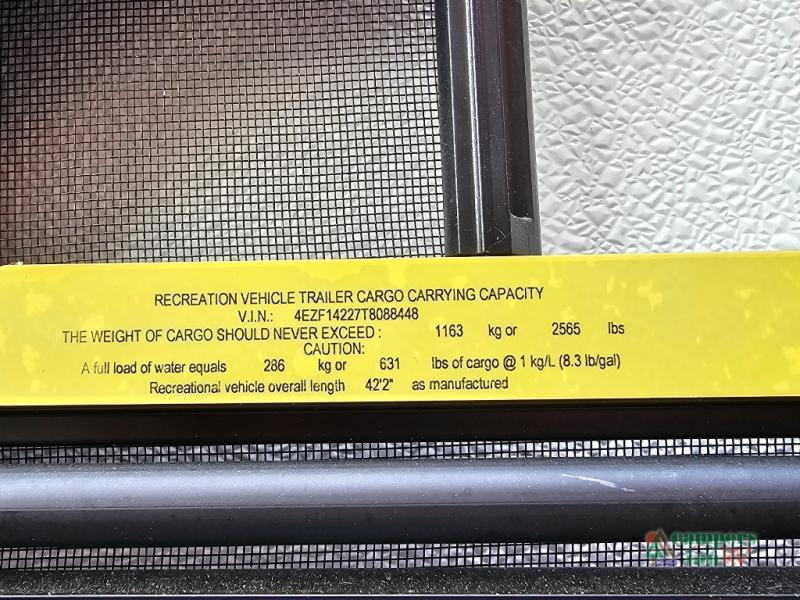 RECREATION VEHICLE TRAILER CARGO CARRYING CAPACITY
V.I.N.: 4EZF14227T8088448
THE WEIGHT OF CARGO SHOULD NEVER EXCEED : 1163 kg or 2565 lbs
CAUTION:
A full load of water equals 286 kg or 631 lbs of cargo @ 1 kg/L (8.3 lb/gal)
Recreational vehicle overall length 42'2" as manufactured